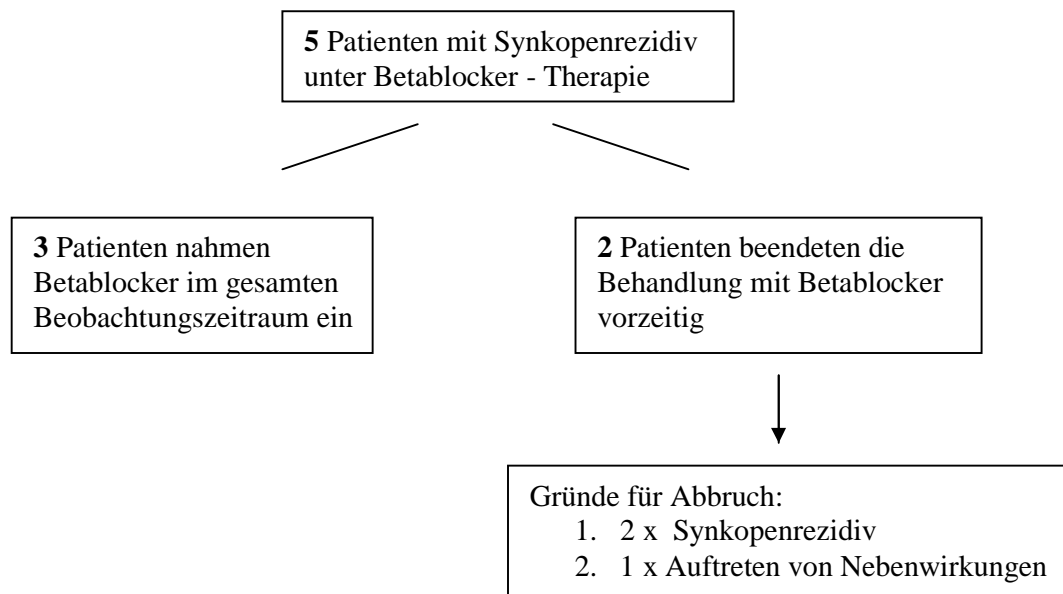 5 Patienten mit Synkopenrezidiv
unter Betablocker - Therapie
3 Patienten nahmen
Betablocker im gesamten
Beobachtungszeitraum ein
2 Patienten beendeten die
Behandlung mit Betablocker
vorzeitig
Gründe für Abbruch:
1. 2 x Synkopenrezidiv
2. 1 x Auftreten von Nebenwirkungen